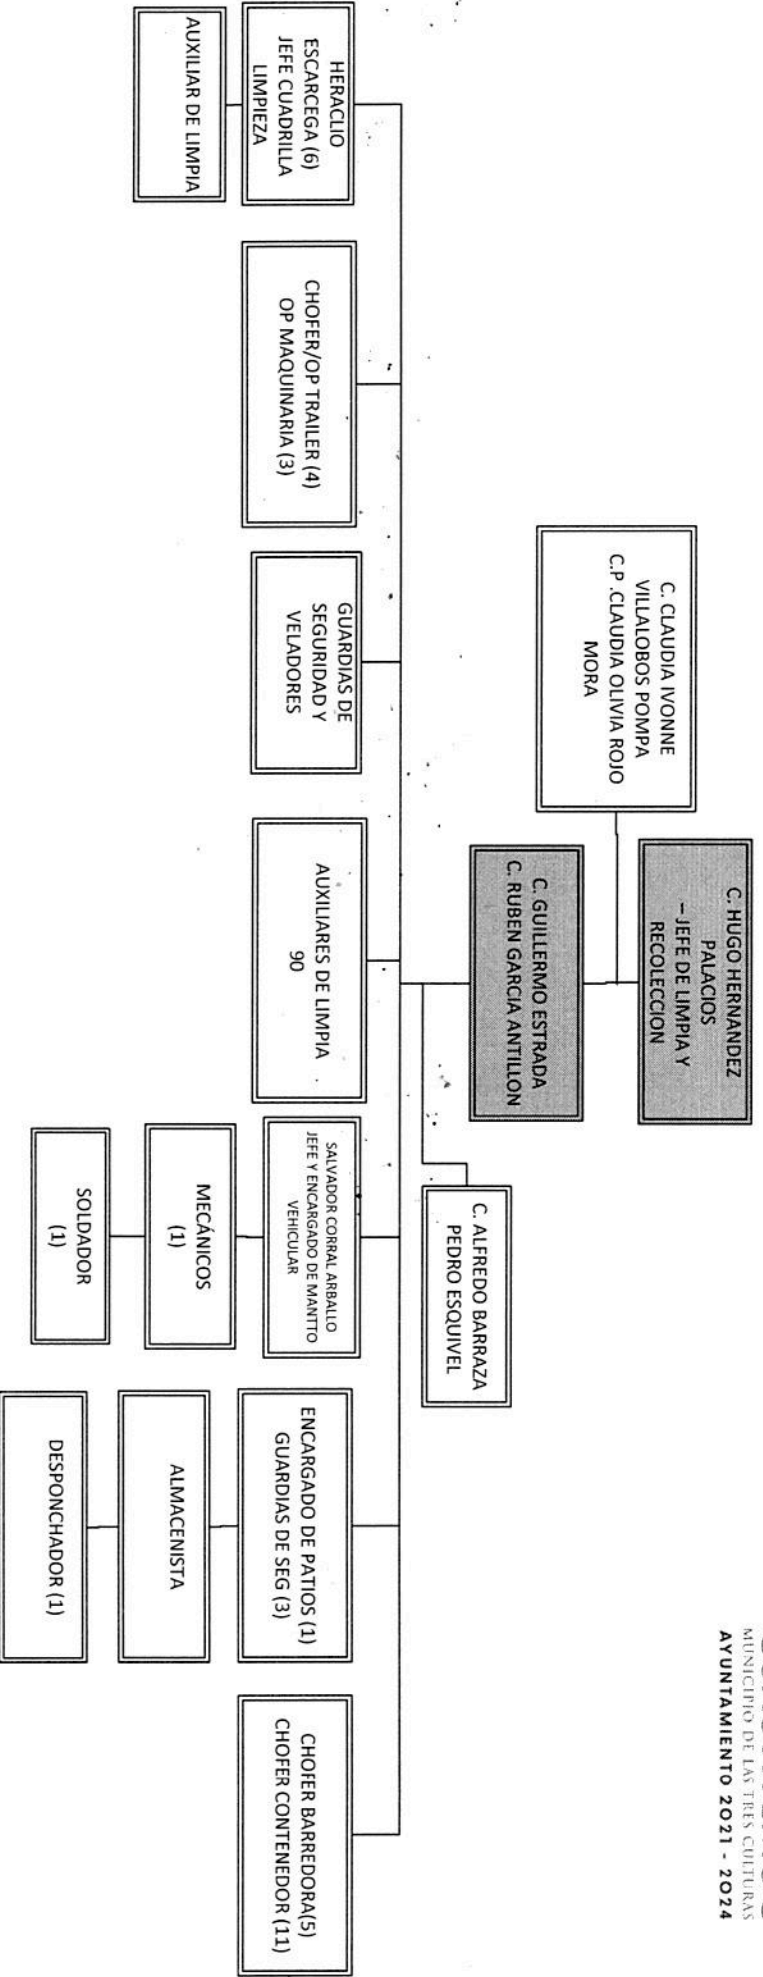 MUNICIPIO DE LAS TRES CULTURAS
AYUNTAMIENTO 2021 - 2024
C. HUGO HERNANDEZ
PALACIOS
– JEFE DE LIMPIA Y
RECOLECCION
C. CLAUDIA IVONNE
VILLALOBOS POMPA
C.P .CLAUDIA OLIVIA ROJO
MORA
C. GUILLERMO ESTRADA
C. RUBEN GARCIA ANTILLON
C. ALFREDO BARRAZA
PEDRO ESQUIVEL
HERACLIO
ESCARCEGA (6)
JEFE CUADRILLA
LIMPIEZA
AUXILIAR DE LIMPIA
CHOFER/OP TRAILER (4)
OP MAQUINARIA (3)
GUARDIAS DE
SEGURIDAD Y
VELADORES
AUXILIARES DE LIMPIA
90
SALVADOR CORRAL ARBALLO
JEFE Y ENCARGADO DE MANTTO
VEHICULAR
MECÁNICOS
(1)
SOLDADOR
(1)
ENCARGADO DE PATIOS (1)
GUARDIAS DE SEG (3)
ALMACENISTA
DESPONCHADOR (1)
CHOFER BARREDORA(5)
CHOFER CONTENEDOR (11)